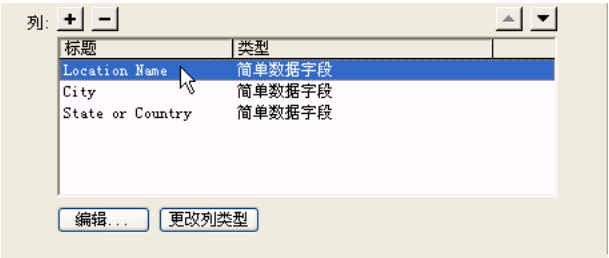 列:
标题 类型
Location Name 简单数据字段
City 简单数据字段
State or Country 简单数据字段
编辑... 更改列类型